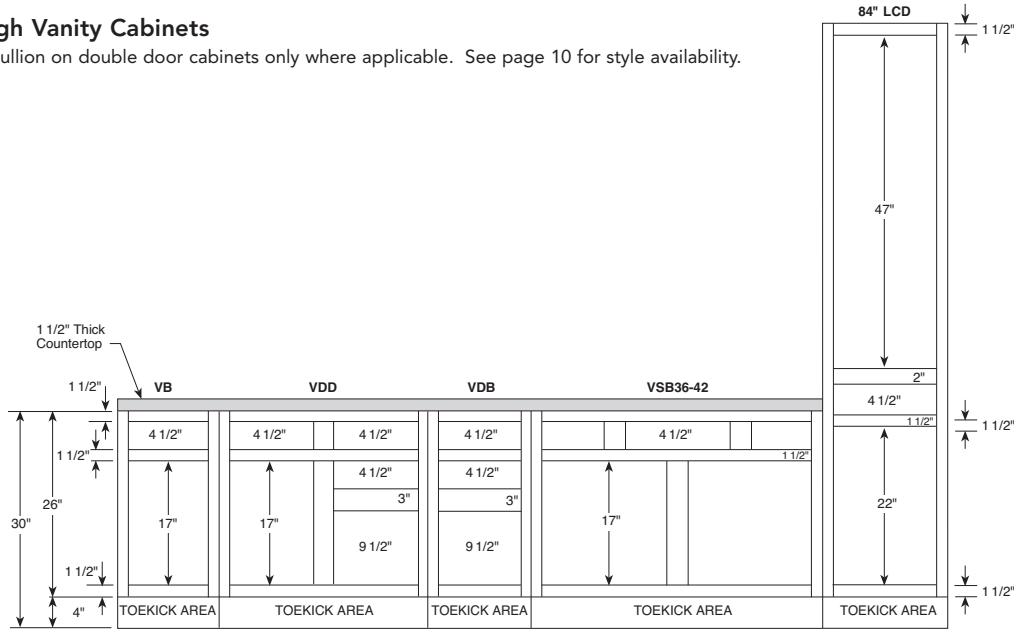 gh Vanity Cabinets
ullion on double door cabinets only where applicable. See page 10 for style availability.
84" LCD
1 1/2"
47"
1 1/2" Thick
Countertop
1 1/2"
VB
VDD
VDB
VSB36-42
2"
4 1/2"
1 1/2"
1 1/2"
4 1/2"
4 1/2"
4 1/2"
4 1/2"
4 1/2"
1 1/2"
1 1/2"
4 1/2"
4 1/2"
3"
3"
30"
26"
17"
17"
9 1/2"
9 1/2"
17"
22"
1 1/2"
1 1/2"
4"
TOEKICK AREA
TOEKICK AREA
TOEKICK AREA
TOEKICK AREA
TOEKICK AREA